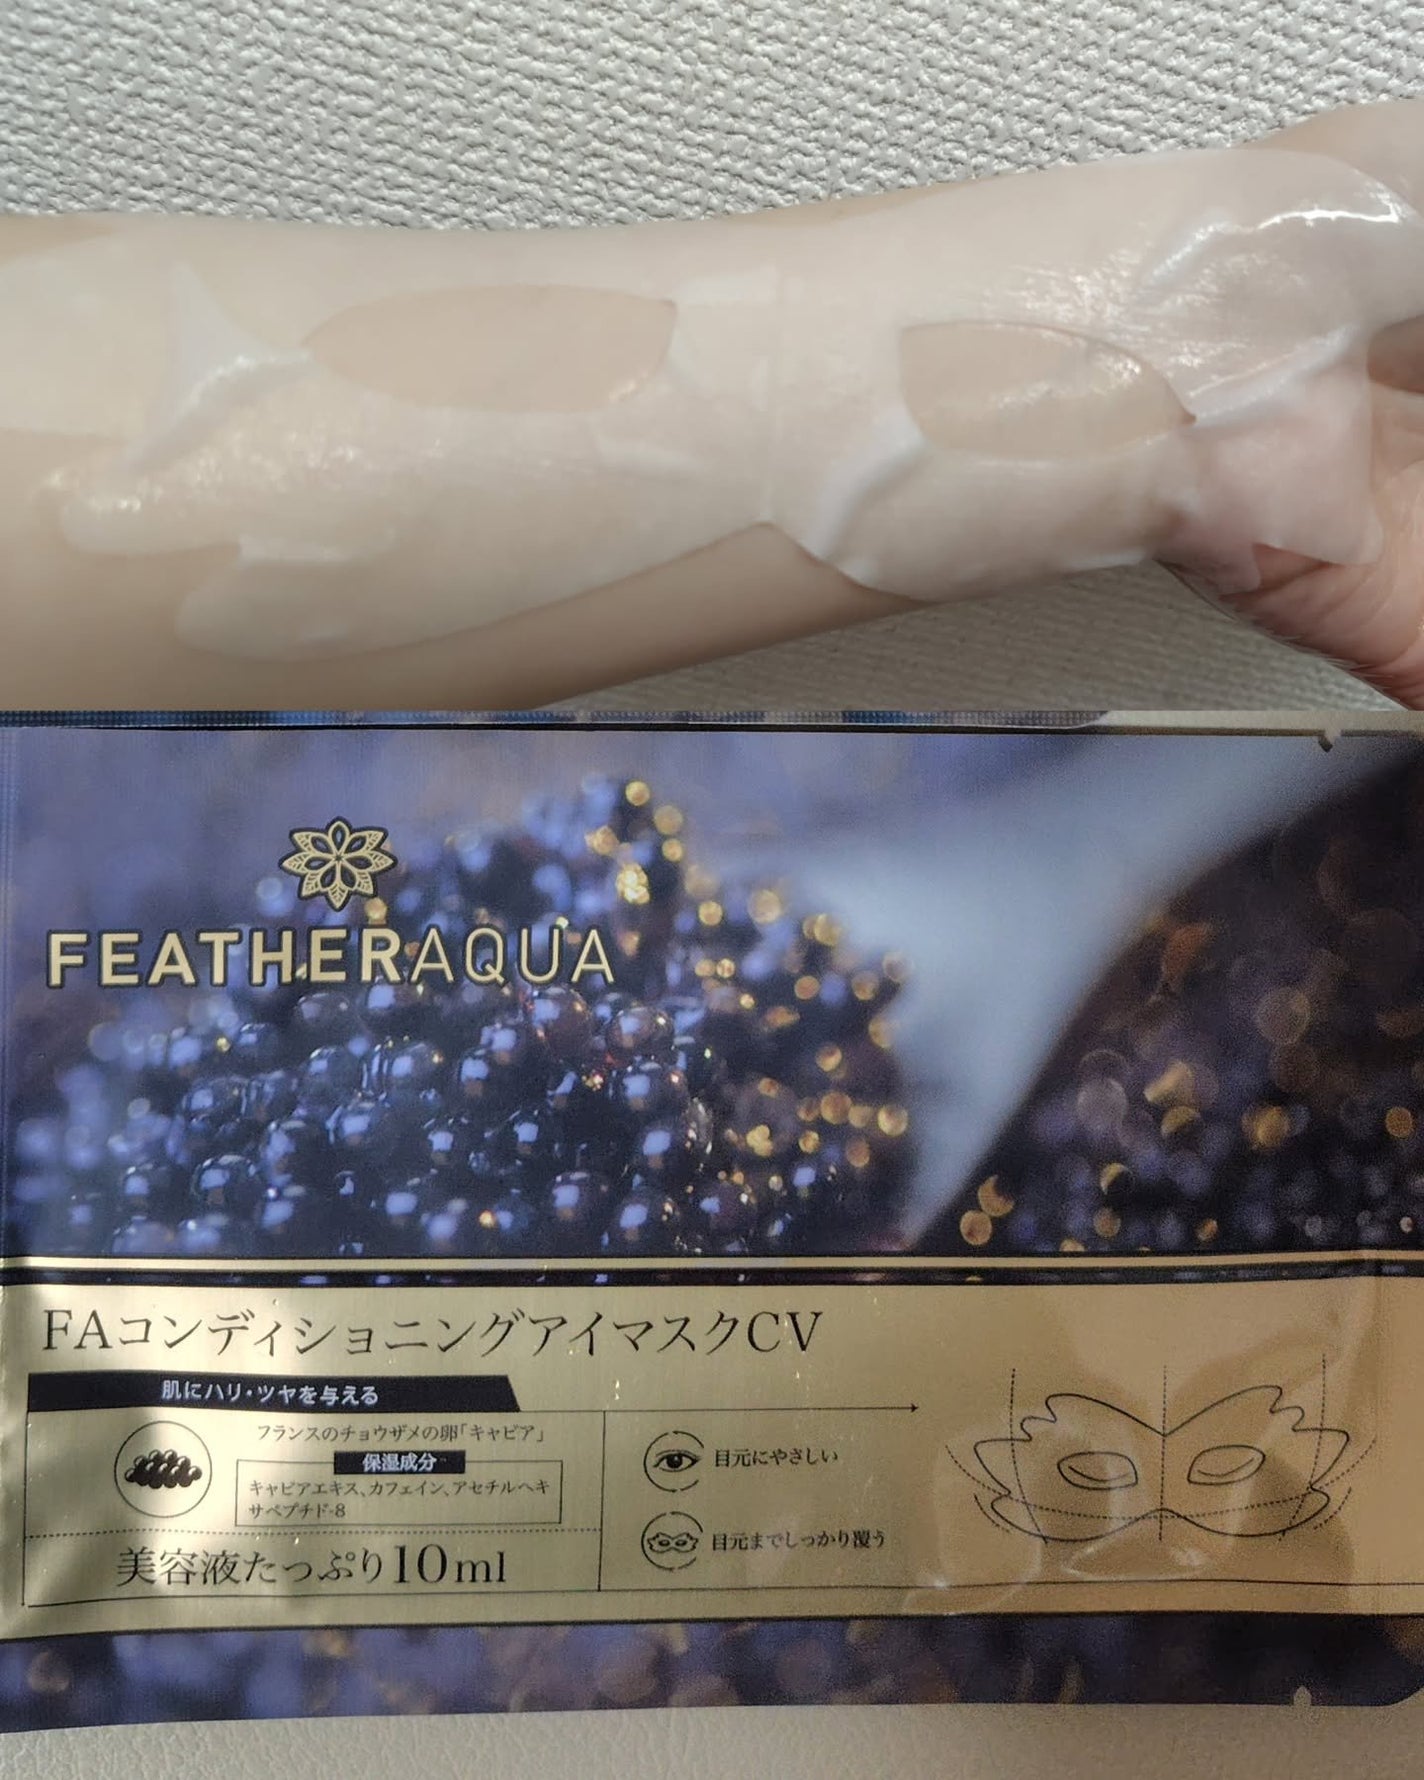 FEATHERAQUA
FAコンディショニングアイマスクCV
肌にハリ・ツヤを与える
フランスのチョウザメの卵「キャビア」
保湿成分
キャビアエキス、カフェイン、アセチルヘキ
サペプチド-8
美容液たっぷり10ml
目元にやさしい
目元までしっかり覆う